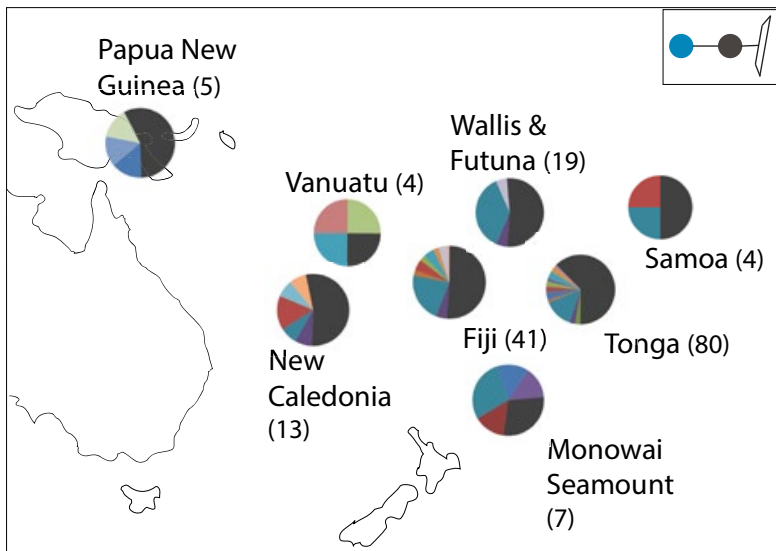 Papua New
Guinea (5)
Wallis &
Futuna (19)
Vanuatu (4)
Samoa (4)
Fiji (41)
Tonga (80)
New
Caledonia
(13)
Monowai
Seamount
(7)